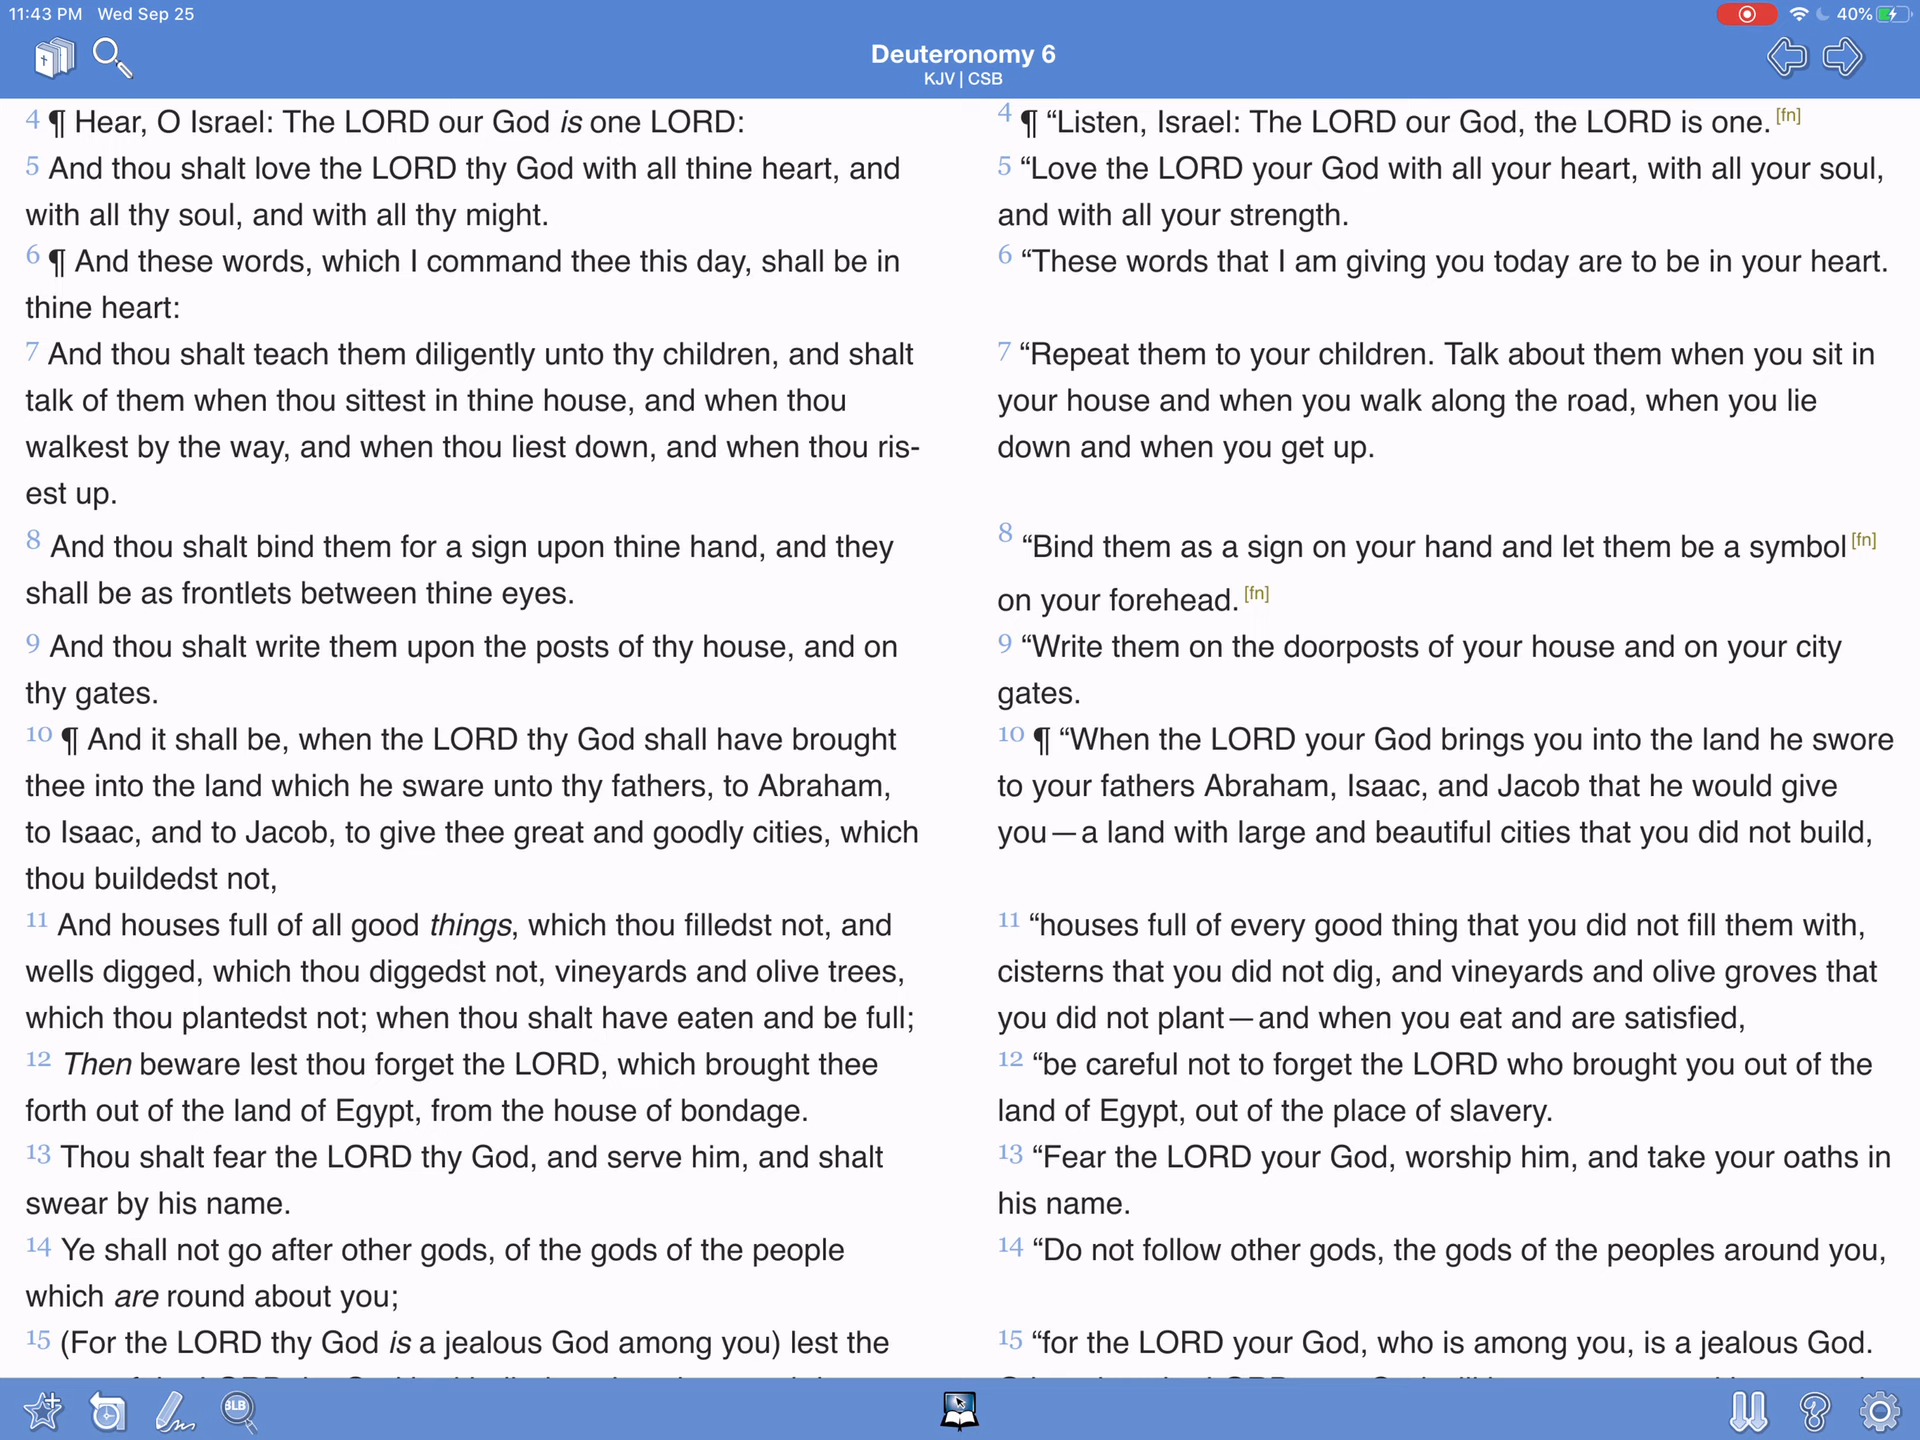 11:43 PM Wed Sep 25
40%
Deuteronomy 6
KJV | CSB
4 ¶ Hear, O Israel: The LORD our God is one LORD:
5 And thou shalt love the LORD thy God with all thine heart, and
with all thy soul, and with all thy might.
6 ¶ And these words, which I command thee this day, shall be in
thine heart:
7 And thou shalt teach them diligently unto thy children, and shalt
talk of them when thou sittest in thine house, and when thou
walkest by the way, and when thou liest down, and when thou ris-
est up.
8 And thou shalt bind them for a sign upon thine hand, and they
shall be as frontlets between thine eyes.
9 And thou shalt write them upon the posts of thy house, and on
thy gates.
10 ¶ And it shall be, when the LORD thy God shall have brought
thee into the land which he sware unto thy fathers, to Abraham,
to Isaac, and to Jacob, to give thee great and goodly cities, which
thou buildedst not,
11 And houses full of all good things, which thou filledst not, and
wells digged, which thou diggedst not, vineyards and olive trees,
which thou plantedst not; when thou shalt have eaten and be full;
12 Then beware lest thou forget the LORD, which brought thee
forth out of the land of Egypt, from the house of bondage.
13 Thou shalt fear the LORD thy God, and serve him, and shalt
swear by his name.
14 Ye shall not go after other gods, of the gods of the people
which are round about you;
15 (For the LORD thy God is a jealous God among you) lest the
4 ¶ “Listen, Israel: The LORD our God, the LORD is one. [fn]
5 “Love the LORD your God with all your heart, with all your soul,
and with all your strength.
6 “These words that I am giving you today are to be in your heart.
7 “Repeat them to your children. Talk about them when you sit in
your house and when you walk along the road, when you lie
down and when you get up.
8 “Bind them as a sign on your hand and let them be a symbol [fn]
on your forehead. [fn]
9 “Write them on the doorposts of your house and on your city
gates.
10 ¶ “When the LORD your God brings you into the land he swore
to your fathers Abraham, Isaac, and Jacob that he would give
you — a land with large and beautiful cities that you did not build,
11 “houses full of every good thing that you did not fill them with,
cisterns that you did not dig, and vineyards and olive groves that
you did not plant — and when you eat and are satisfied,
12 “be careful not to forget the LORD who brought you out of the
land of Egypt, out of the place of slavery.
13 “Fear the LORD your God, worship him, and take your oaths in
his name.
14 “Do not follow other gods, the gods of the peoples around you,
15 “for the LORD your God, who is among you, is a jealous God.
BLB